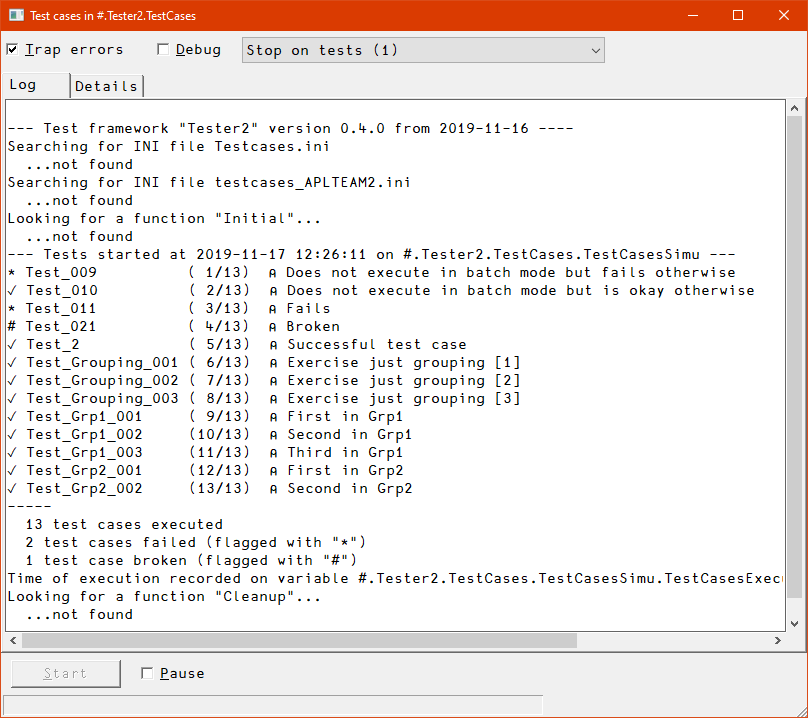 Test cases in #.Tester2.TestCases
Trap errors Debug Stop on tests (1)
Log Details
--- Test framework "Tester2" version 0.4.0 from 2019-11-16 ----
Searching for INI file Testcases.ini
...not found
Searching for INI file testcases_APLTEAM2.ini
...not found
Looking for a function "Initial"...
...not found
--- Tests started at 2019-11-17 12:26:11 on #.Tester2.TestCases.TestCasesSimu ---
* Test_009 ( 1/13) ⍝ Does not execute in batch mode but fails otherwise
✓ Test_010 ( 2/13) ⍝ Does not execute in batch mode but is okay otherwise
* Test_011 ( 3/13) ⍝ Fails
# Test_021 ( 4/13) ⍝ Broken
✓ Test_2 ( 5/13) ⍝ Successful test case
✓ Test_Grouping_001 ( 6/13) ⍝ Exercise just grouping [1]
✓ Test_Grouping_002 ( 7/13) ⍝ Exercise just grouping [2]
✓ Test_Grouping_003 ( 8/13) ⍝ Exercise just grouping [3]
✓ Test_Grp1_001 ( 9/13) ⍝ First in Grp1
✓ Test_Grp1_002 (10/13) ⍝ Second in Grp1
✓ Test_Grp1_003 (11/13) ⍝ Third in Grp1
✓ Test_Grp2_001 (12/13) ⍝ First in Grp2
✓ Test_Grp2_002 (13/13) ⍝ Second in Grp2
-----
13 test cases executed
2 test cases failed (flagged with "*")
1 test case broken (flagged with "#")
Time of execution recorded on variable #.Tester2.TestCases.TestCasesSimu.TestCasesExecu
Looking for a function "Cleanup"...
...not found
Start Pause